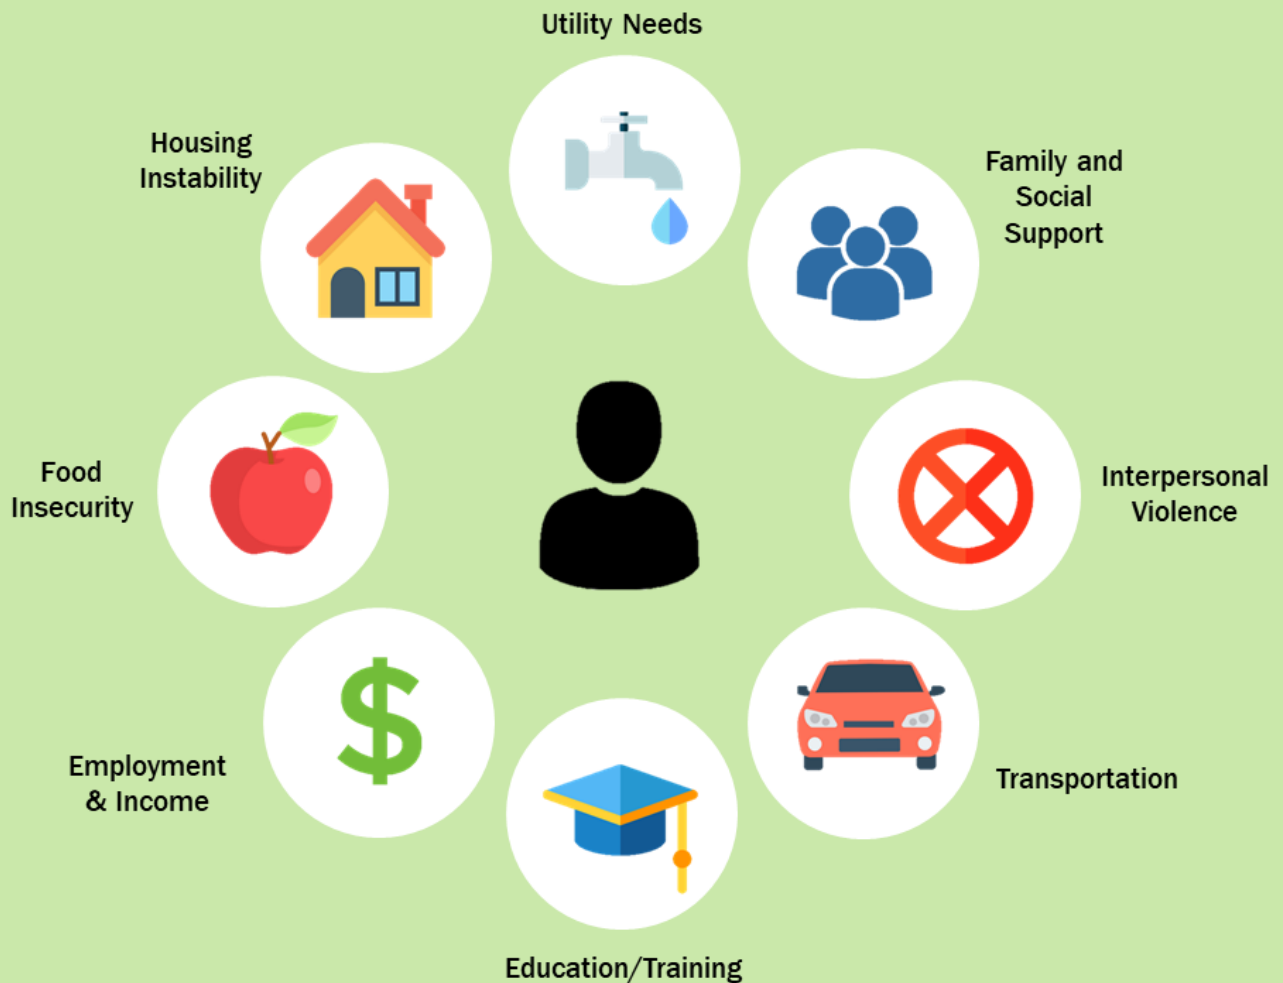 Utility Needs
Housing
Instability
Family and
Social
Support
Food
Insecurity
Interpersonal
Violence
Employment
& Income
Transportation
Education/Training